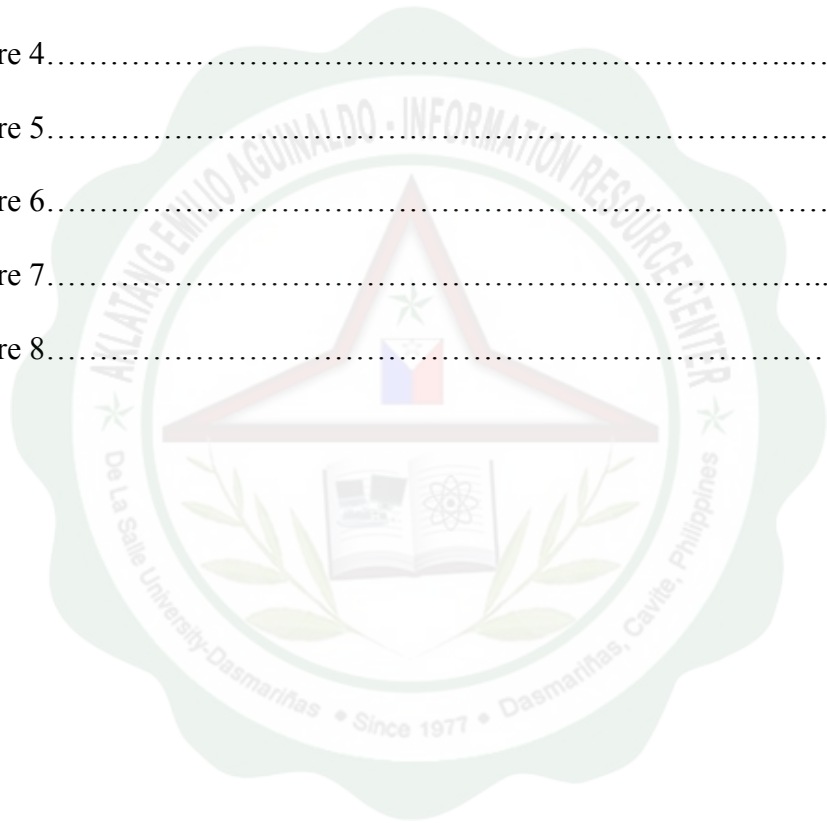 re 4……………………………………………………………………..…
re 5……………………………………………………………………..…
re 6…………………………………………………………………..……
re 7……………………………………………………………………….
re 8………………………………………………………………………
AKLATANG EMILIO AGUINALDO - INFORMATION RESOURCE CENTER
De La Salle University-Dasmariñas • Since 1977 • Dasmariñas, Cavite, Philippines